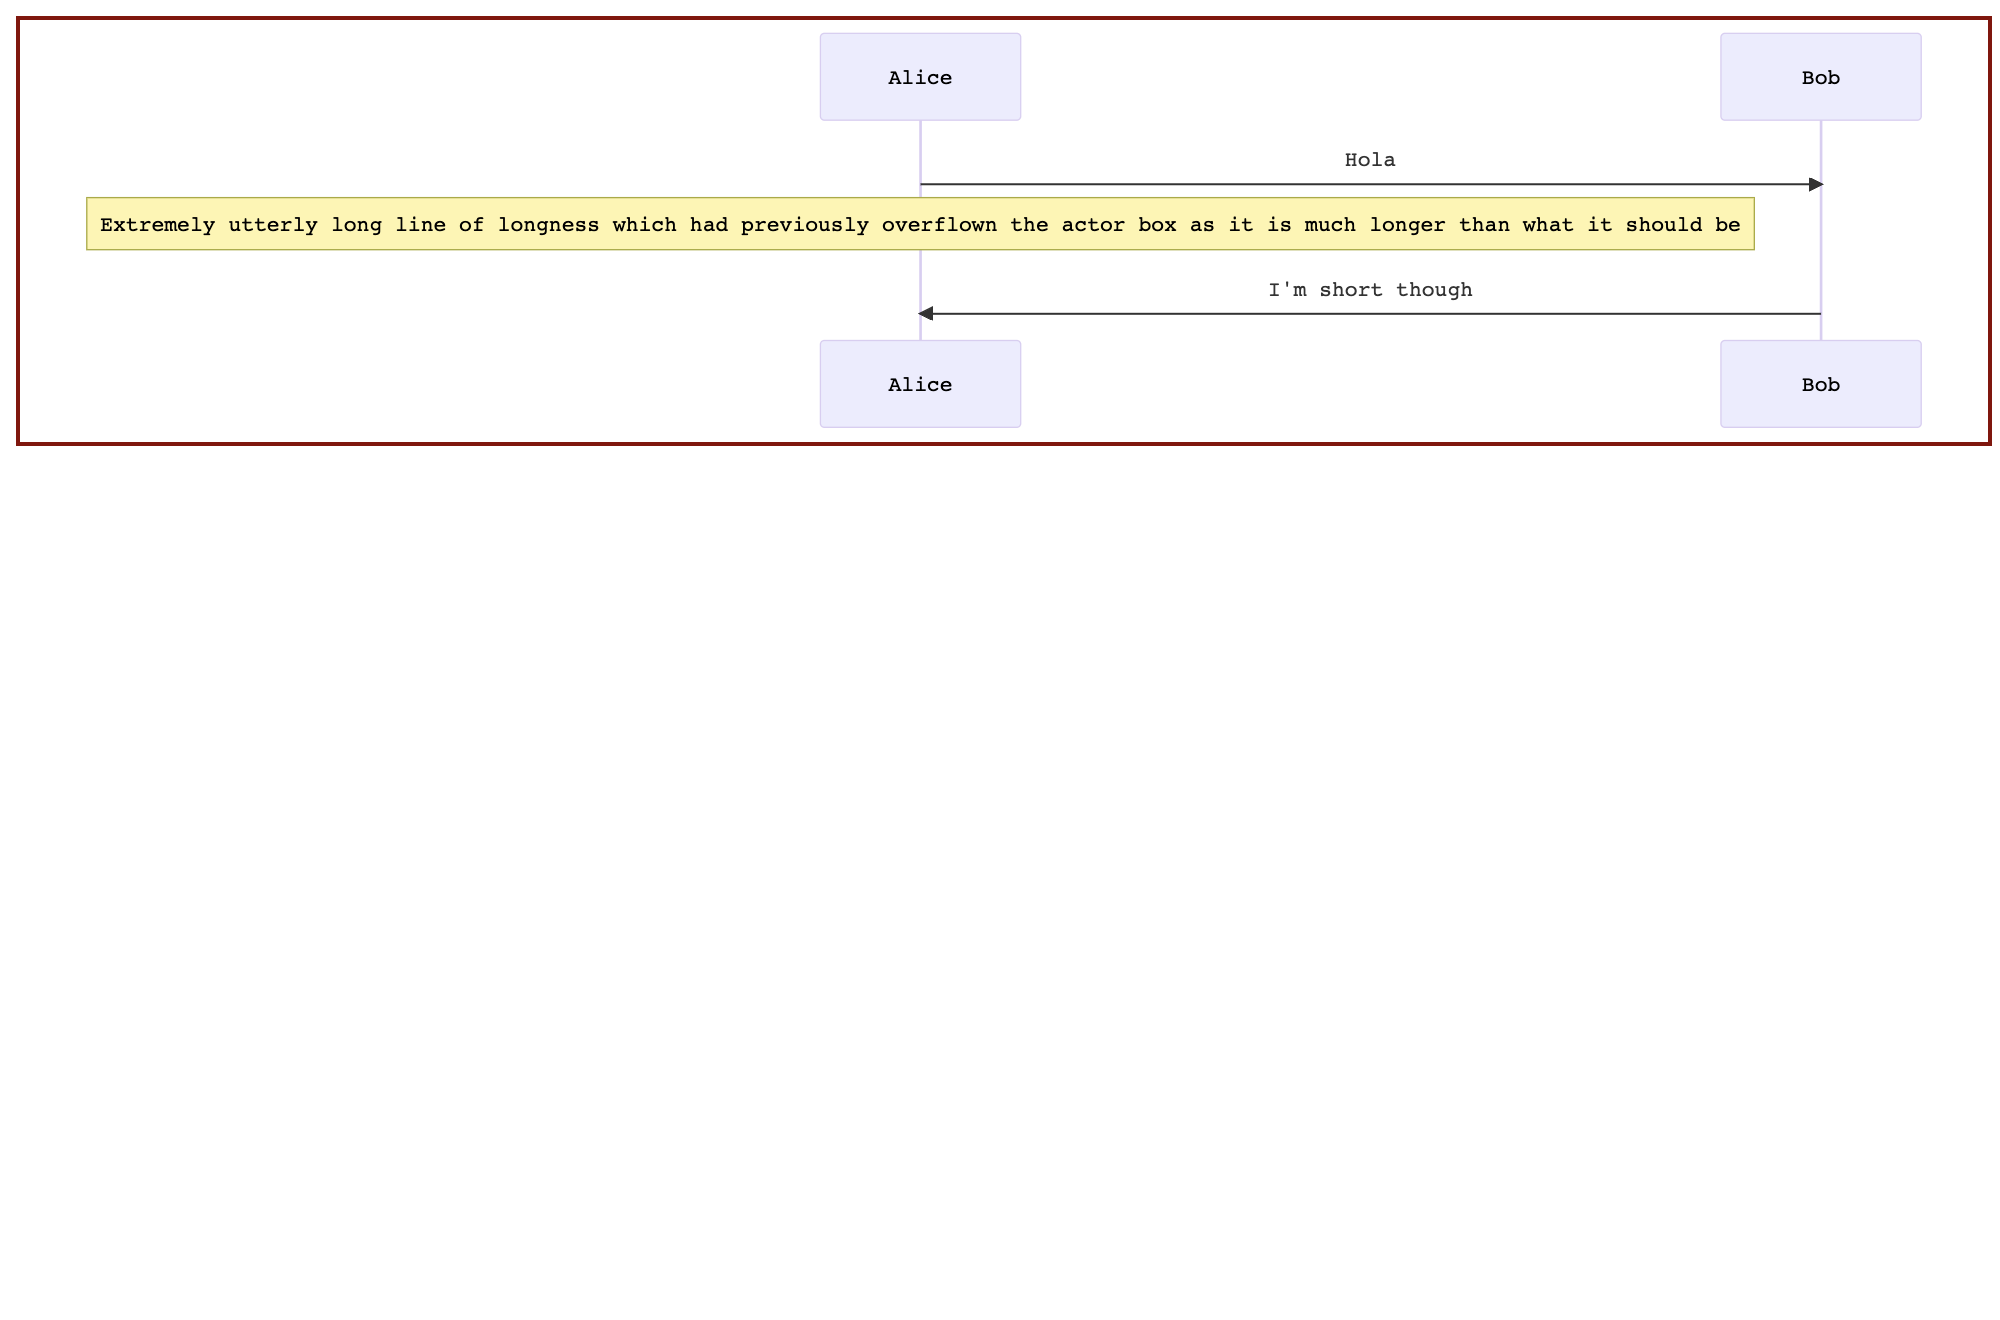 Alice
Bob
Hola
Extremely utterly long line of longness which had previously overflown the actor box as it is much longer than what it should be
I'm short though
Alice
Bob